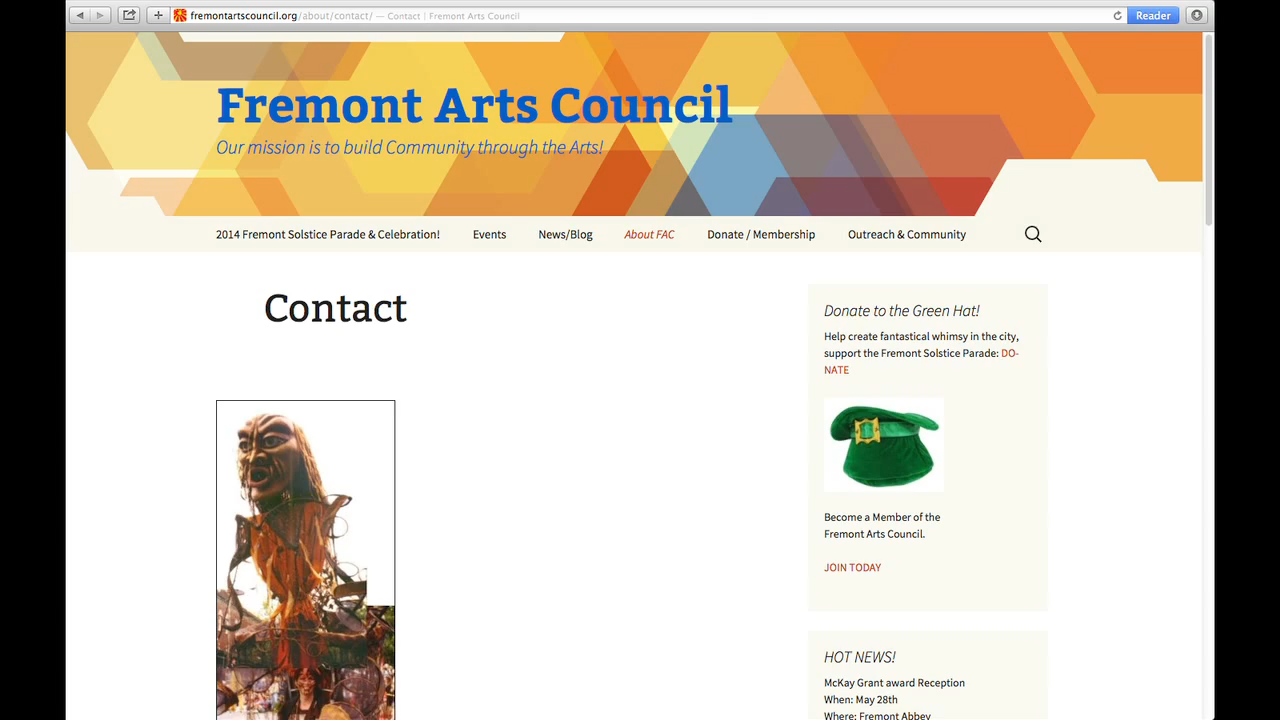 fremontartscouncil.org/about/contact/ — Contact | Fremont Arts Council
Reader
Fremont Arts Council
Our mission is to build Community through the Arts!
2014 Fremont Solstice Parade & Celebration! Events News/Blog About FAC Donate / Membership Outreach & Community
Contact
Donate to the Green Hat!
Help create fantastical whimsy in the city,
support the Fremont Solstice Parade: DO-
NATE
Become a Member of the
Fremont Arts Council.
JOIN TODAY
HOT NEWS!
McKay Grant award Reception
When: May 28th
Where: Fremont Abbey